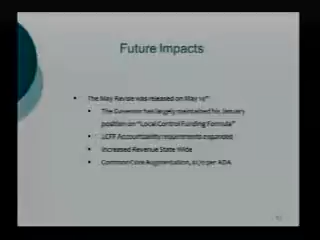 Future Impacts
The May Revise was released on May 14th
The Governor has largely maintained his January
position on "Local Control Funding Formula"
LCFF Accountability requirements expanded
Increased Revenue State Wide
Common Core Augmentation, per ADA